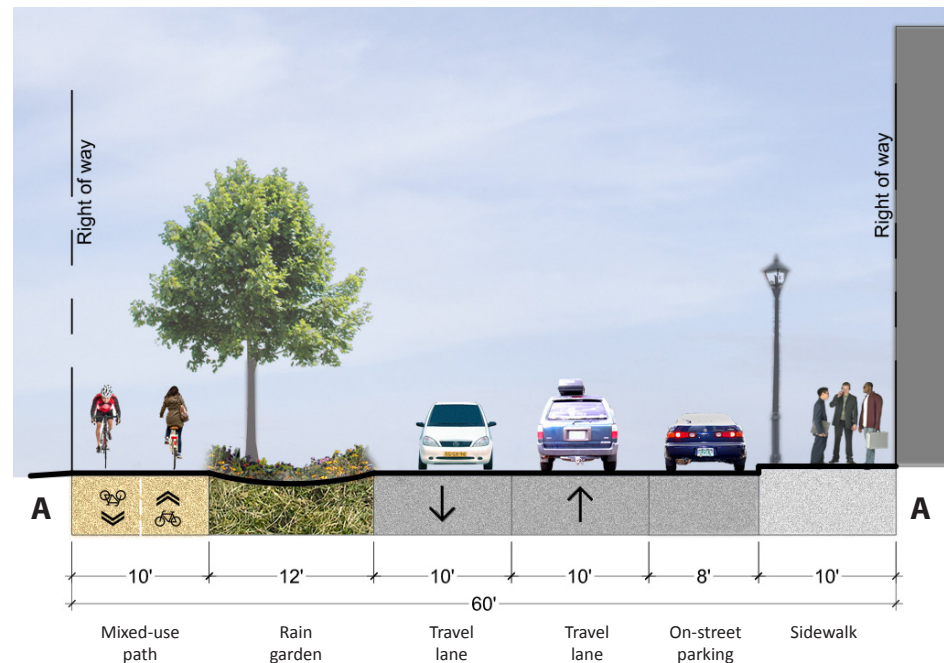 Right of way
Right of way
A
A
10'
12'
10'
10'
8'
10'
60'
Mixed-use
path
Rain
garden
Travel
lane
Travel
lane
On-street
parking
Sidewalk